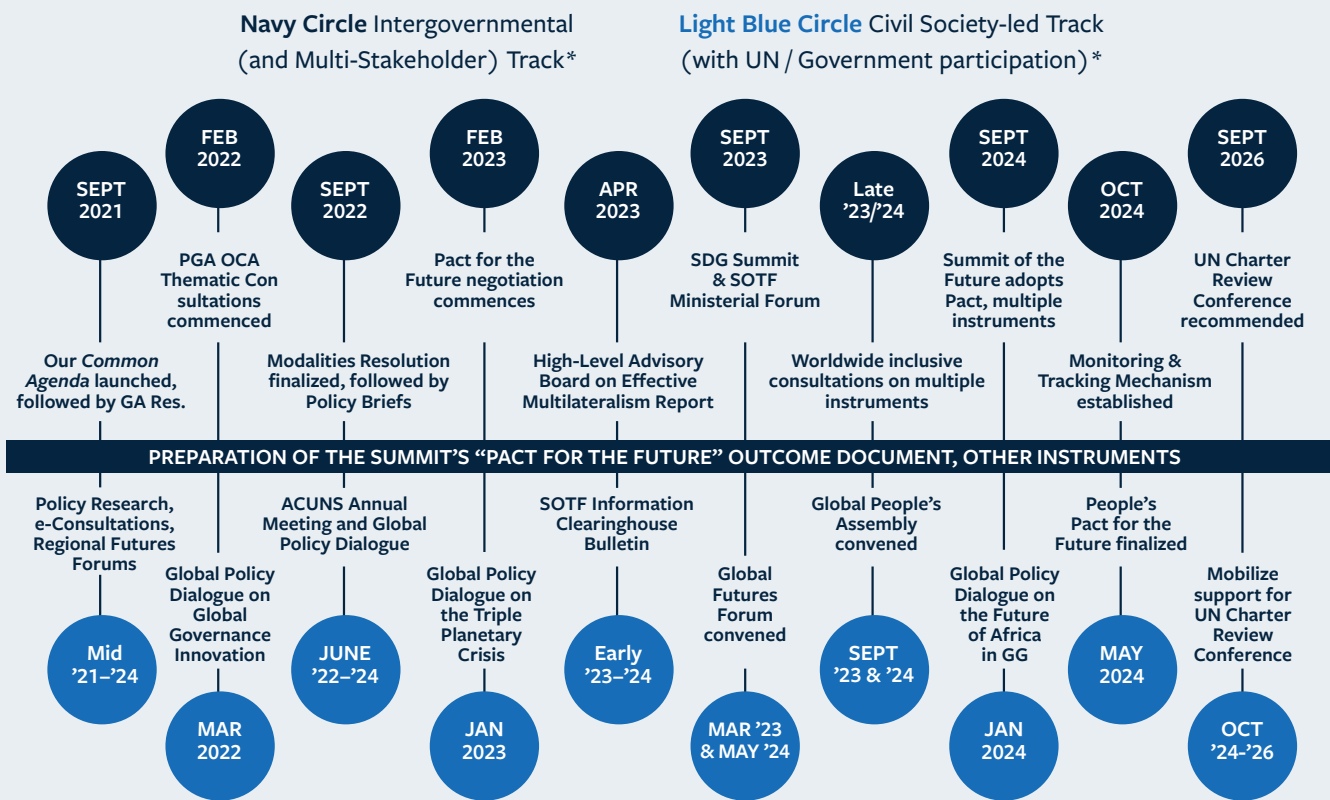 Navy Circle Intergovernmental
(and Multi-Stakeholder) Track*
Light Blue Circle Civil Society-led Track
(with UN / Government participation)*
SEPT
2021
Our Common
Agenda launched,
followed by GA Res.
FEB
2022
PGA OCA
Thematic Con
sultations
commenced
SEPT
2022
Modalities Resolution
finalized, followed by
Policy Briefs
FEB
2023
Pact for the
Future negotiation
commences
APR
2023
High-Level Advisory
Board on Effective
Multilateralism Report
SEPT
2023
SDG Summit
& SOTF
Ministerial Forum
Late
’23/’24
Worldwide inclusive
consultations on multiple
instruments
SEPT
2024
Summit of the
Future adopts
Pact, multiple
instruments
OCT
2024
Monitoring &
Tracking Mechanism
established
SEPT
2026
UN Charter
Review
Conference
recommended
PREPARATION OF THE SUMMIT’S “PACT FOR THE FUTURE” OUTCOME DOCUMENT, OTHER INSTRUMENTS
Policy Research,
e-Consultations,
Regional Futures
Forums
Mid
’21–’24
Global Policy
Dialogue on
Global
Governance
Innovation
MAR
2022
ACUNS Annual
Meeting and Global
Policy Dialogue
JUNE
’22–’24
Global Policy
Dialogue on
the Triple
Planetary
Crisis
JAN
2023
SOTF Information
Clearinghouse
Bulletin
Early
’23–’24
Global
Futures
Forum
convened
MAR ’23
& MAY ’24
Global People’s
Assembly
convened
SEPT
’23 & ’24
Global Policy
Dialogue on
the Future
of Africa
in GG
JAN
2024
People’s
Pact for the
Future finalized
MAY
2024
Mobilize
support for
UN Charter
Review
Conference
OCT
’24-’26